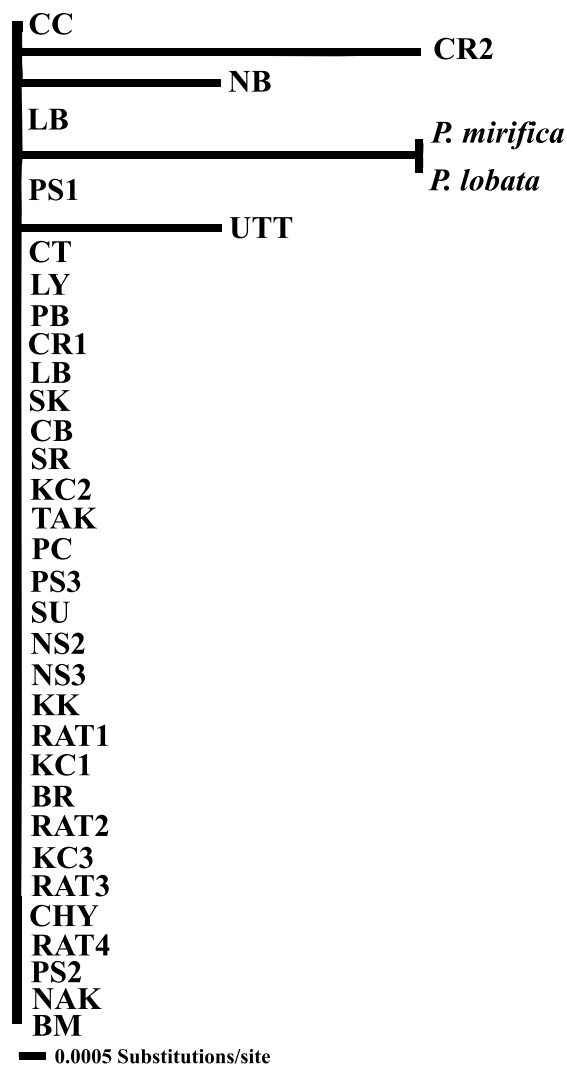 CC
CR2
NB
LB
P. mirifica
P. lobata
PS1
UTT
CT
LY
PB
CR1
LB
SK
CB
SR
KC2
TAK
PC
PS3
SU
NS2
NS3
KK
RAT1
KC1
BR
RAT2
KC3
RAT3
CHY
RAT4
PS2
NAK
BM
0.0005 Substitutions/site